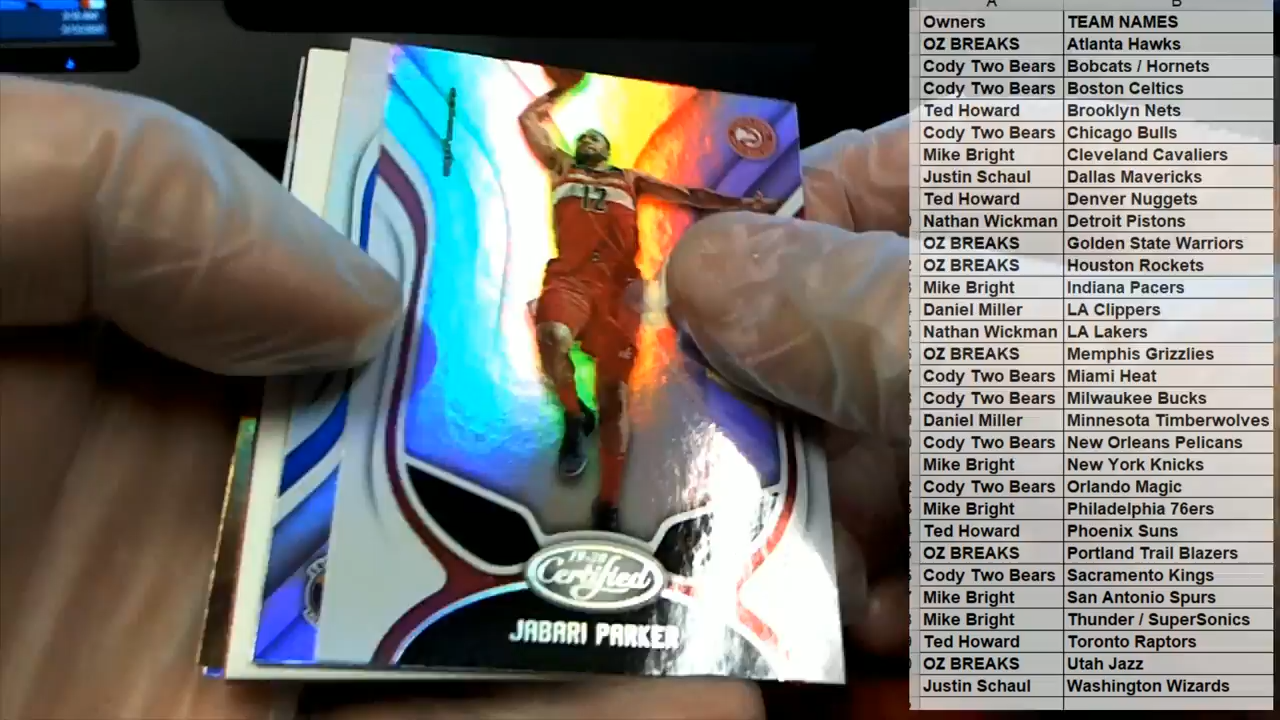 A B
Owners TEAM NAMES
OZ BREAKS Atlanta Hawks
Cody Two Bears Bobcats / Hornets
Cody Two Bears Boston Celtics
Ted Howard Brooklyn Nets
Cody Two Bears Chicago Bulls
Mike Bright Cleveland Cavaliers
Justin Schaul Dallas Mavericks
Ted Howard Denver Nuggets
Nathan Wickman Detroit Pistons
OZ BREAKS Golden State Warriors
OZ BREAKS Houston Rockets
Mike Bright Indiana Pacers
Daniel Miller LA Clippers
Nathan Wickman LA Lakers
OZ BREAKS Memphis Grizzlies
Cody Two Bears Miami Heat
Cody Two Bears Milwaukee Bucks
Daniel Miller Minnesota Timberwolves
Cody Two Bears New Orleans Pelicans
Mike Bright New York Knicks
Cody Two Bears Orlando Magic
Mike Bright Philadelphia 76ers
Ted Howard Phoenix Suns
OZ BREAKS Portland Trail Blazers
Cody Two Bears Sacramento Kings
Mike Bright San Antonio Spurs
Mike Bright Thunder / SuperSonics
Ted Howard Toronto Raptors
OZ BREAKS Utah Jazz
Justin Schaul Washington Wizards
12
19-20
Certified
JABARI PARKER